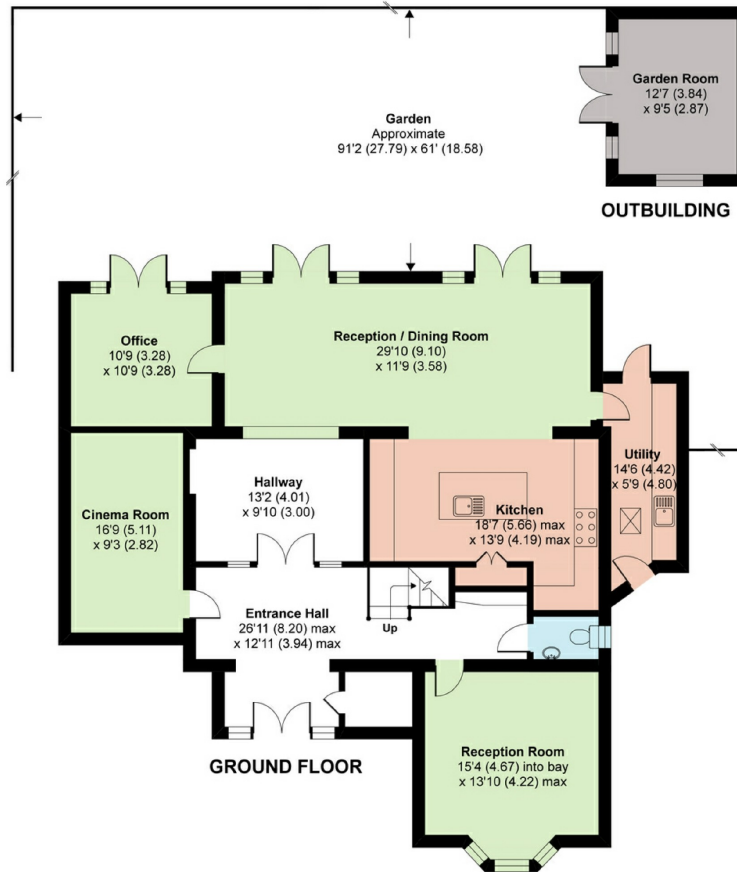 Garden Room
12'7 (3.84)
x 9'5 (2.87)
Garden
Approximate
91'2 (27.79) x 61' (18.58)
OUTBUILDING
Office
10'9 (3.28)
x 10'9 (3.28)
Reception / Dining Room
29'10 (9.10)
x 11'9 (3.58)
Utility
14'6 (4.42)
x 5'9 (4.80)
Hallway
13'2 (4.01)
x 9'10 (3.00)
Kitchen
18'7 (5.66) max
x 13'9 (4.19) max
Cinema Room
16'9 (5.11)
x 9'3 (2.82)
Entrance Hall
26'11 (8.20) max
x 12'11 (3.94) max
Up
Reception Room
15'4 (4.67) into bay
x 13'10 (4.22) max
GROUND FLOOR